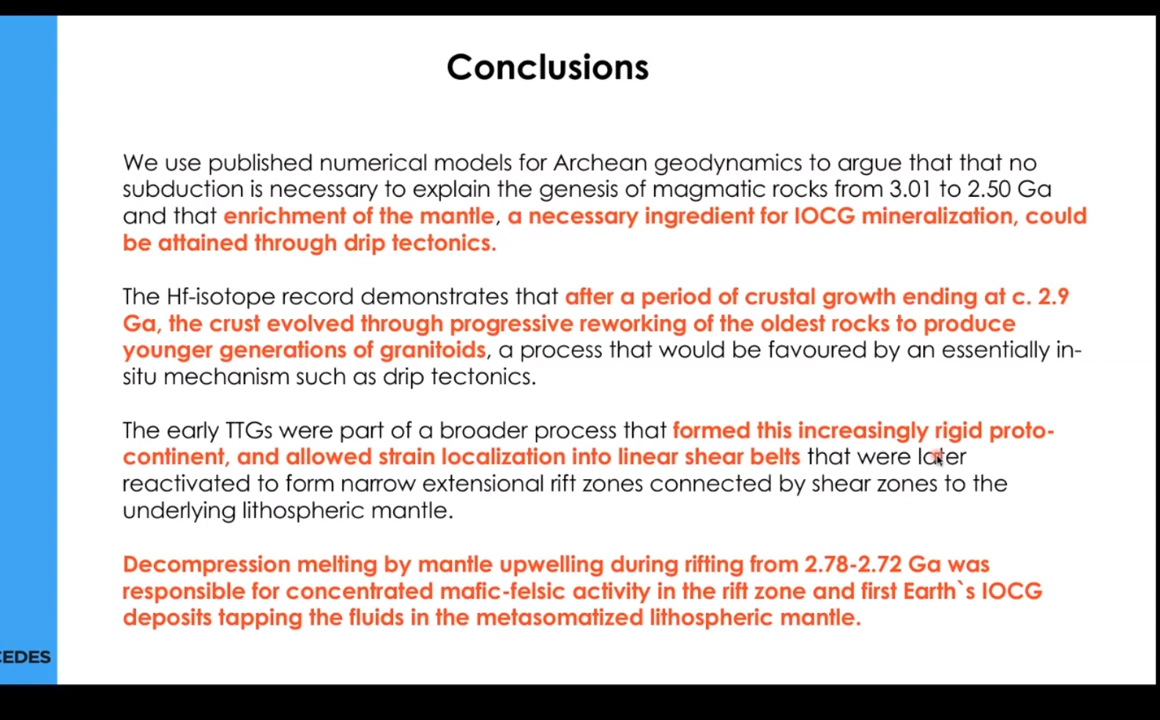 Conclusions
We use published numerical models for Archean geodynamics to argue that that no
subduction is necessary to explain the genesis of magmatic rocks from 3.01 to 2.50 Ga
and that enrichment of the mantle, a necessary ingredient for IOCG mineralization, could
be attained through drip tectonics.
The Hf-isotope record demonstrates that after a period of crustal growth ending at c. 2.9
Ga, the crust evolved through progressive reworking of the oldest rocks to produce
younger generations of granitoids, a process that would be favoured by an essentially in-
situ mechanism such as drip tectonics.
The early TTGs were part of a broader process that formed this increasingly rigid proto-
continent, and allowed strain localization into linear shear belts that were later
reactivated to form narrow extensional rift zones connected by shear zones to the
underlying lithospheric mantle.
Decompression melting by mantle upwelling during rifting from 2.78-2.72 Ga was
responsible for concentrated mafic-felsic activity in the rift zone and first Earth`s IOCG
deposits tapping the fluids in the metasomatized lithospheric mantle.
CEDES